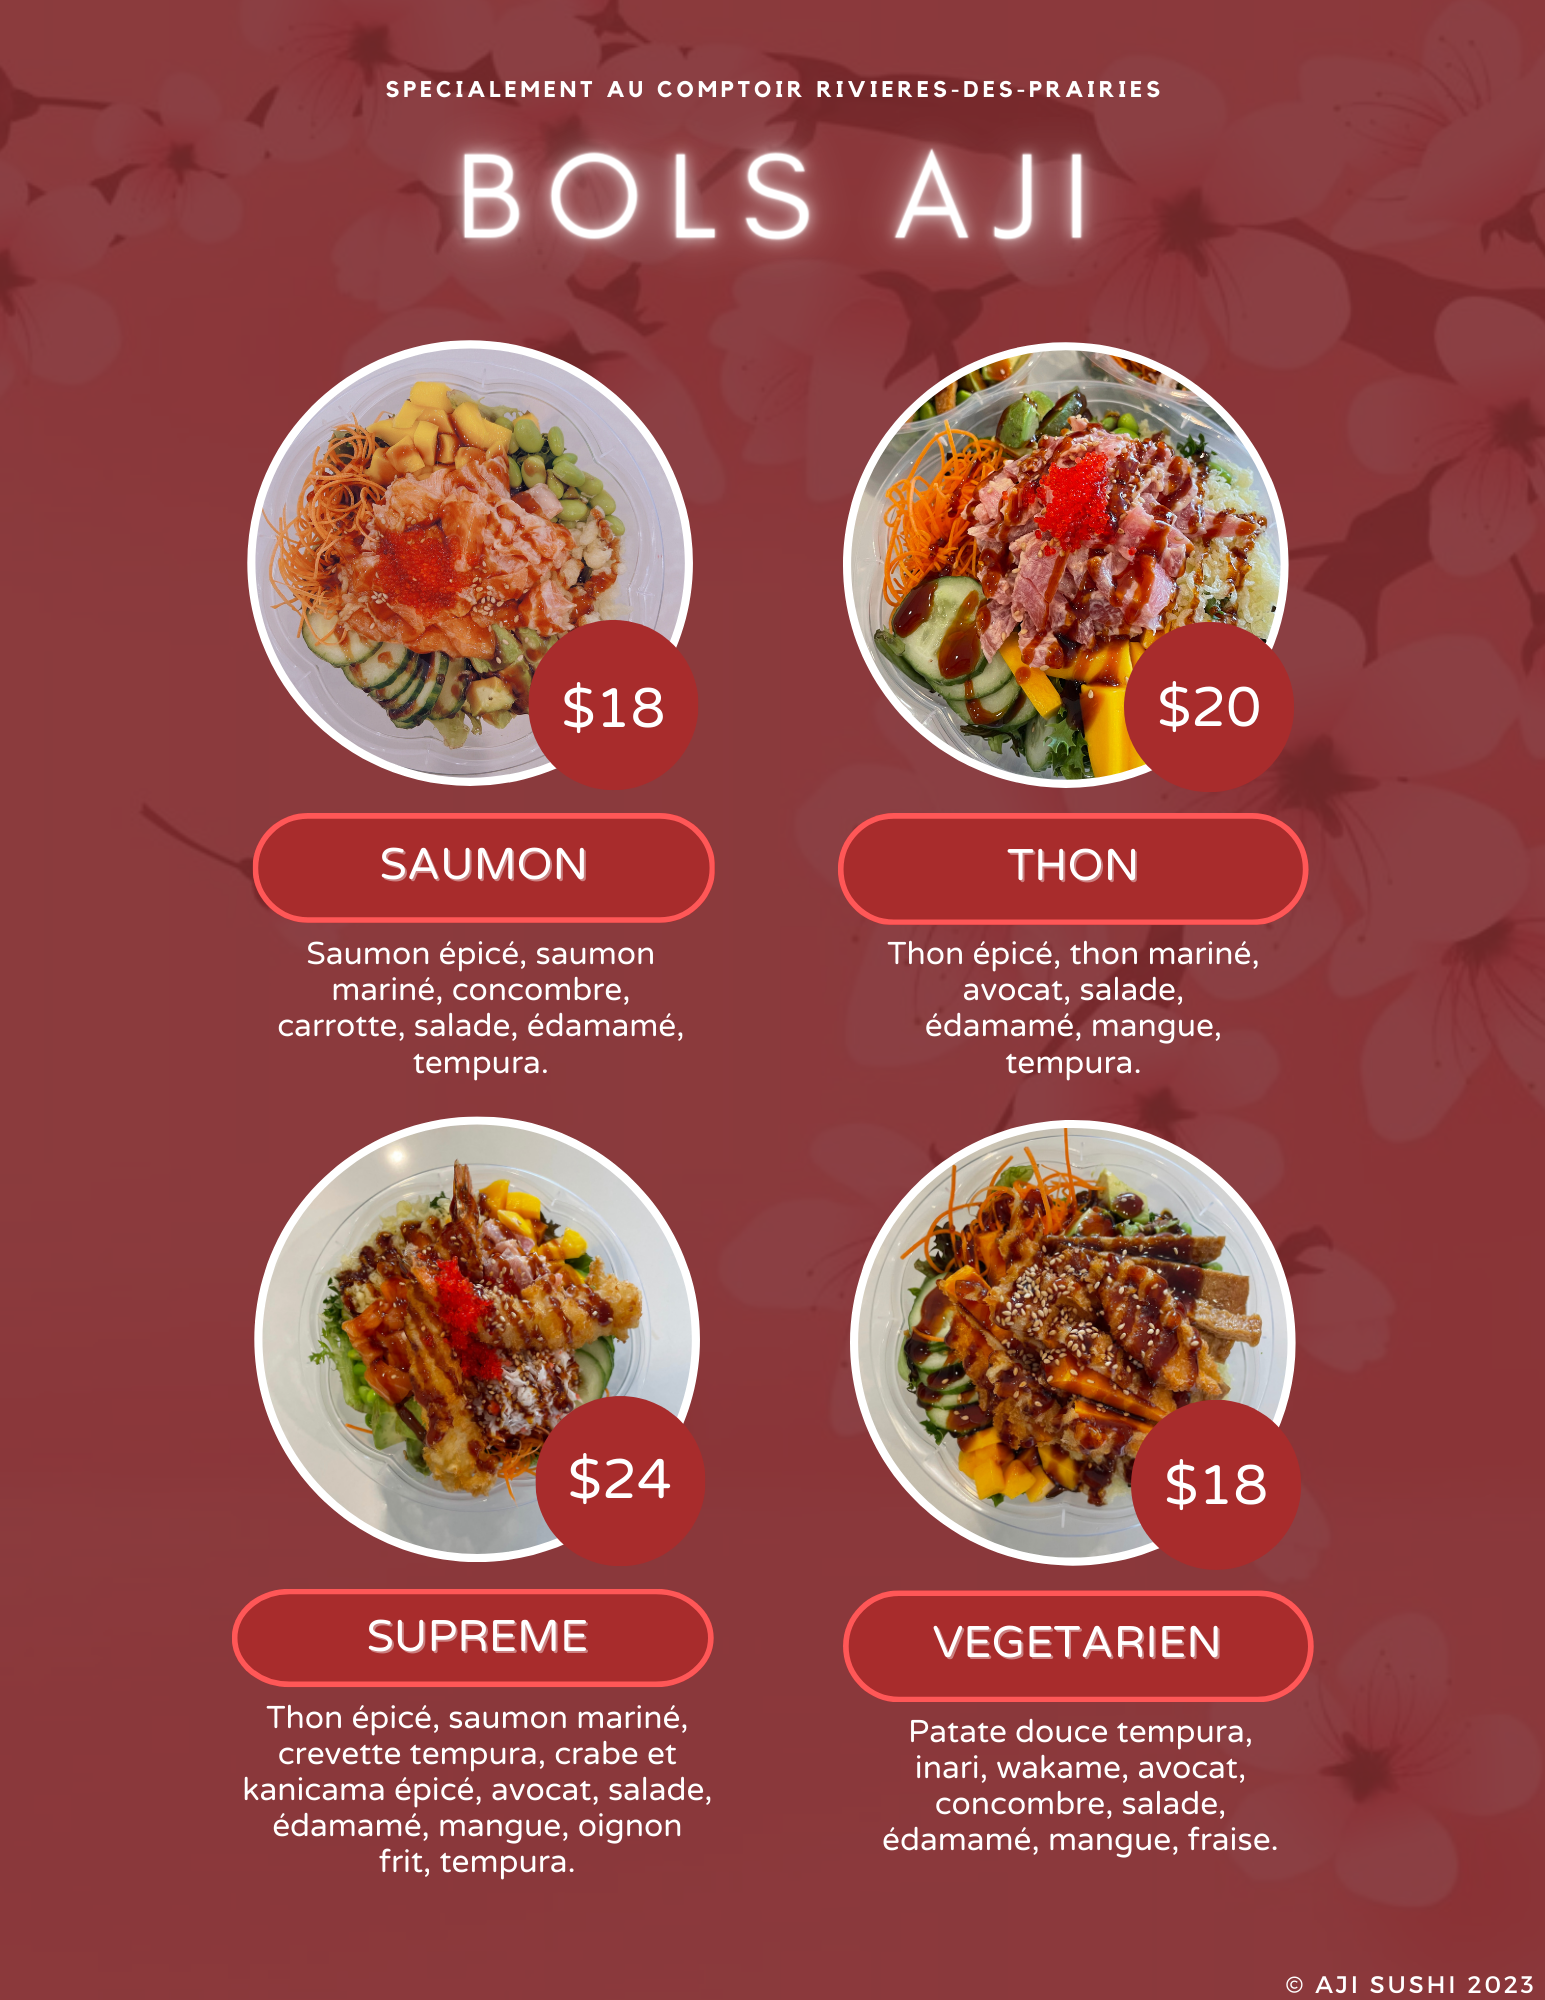 SPECIALEMENT AU COMPTOIR RIVIERES-DES-PRAIRIES
BOLS AJI
$18
SAUMON
Saumon épicé, saumon
mariné, concombre,
carrotte, salade, édamamé,
tempura.
$20
THON
Thon épicé, thon mariné,
avocat, salade,
édamamé, mangue,
tempura.
$24
SUPREME
Thon épicé, saumon mariné,
crevette tempura, crabe et
kanicama épicé, avocat, salade,
édamamé, mangue, oignon
frit, tempura.
$18
VEGETARIEN
Patate douce tempura,
inari, wakame, avocat,
concombre, salade,
édamamé, mangue, fraise.
© AJI SUSHI 2023